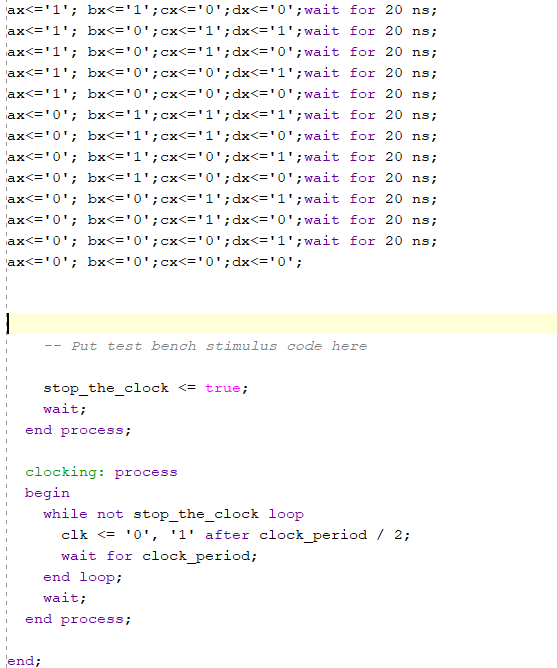 ax<='1'; bx<='1';cx<='0';dx<='0';wait for 20 ns;
ax<='1'; bx<='0';cx<='1';dx<='1';wait for 20 ns;
ax<='1'; bx<='0';cx<='1';dx<='0';wait for 20 ns;
ax<='1'; bx<='0';cx<='0';dx<='1';wait for 20 ns;
ax<='1'; bx<='0';cx<='0';dx<='0';wait for 20 ns;
ax<='0'; bx<='1';cx<='1';dx<='1';wait for 20 ns;
ax<='0'; bx<='1';cx<='1';dx<='0';wait for 20 ns;
ax<='0'; bx<='1';cx<='0';dx<='1';wait for 20 ns;
ax<='0'; bx<='1';cx<='0';dx<='0';wait for 20 ns;
ax<='0'; bx<='0';cx<='1';dx<='1';wait for 20 ns;
ax<='0'; bx<='0';cx<='1';dx<='0';wait for 20 ns;
ax<='0'; bx<='0';cx<='0';dx<='1';wait for 20 ns;
ax<='0'; bx<='0';cx<='0';dx<='0';
-- Put test bench stimulus code here
stop_the_clock <= true;
wait;
end process;
clocking: process
begin
while not stop_the_clock loop
clk <= '0', '1' after clock_period / 2;
wait for clock_period;
end loop;
wait;
end process;
end;